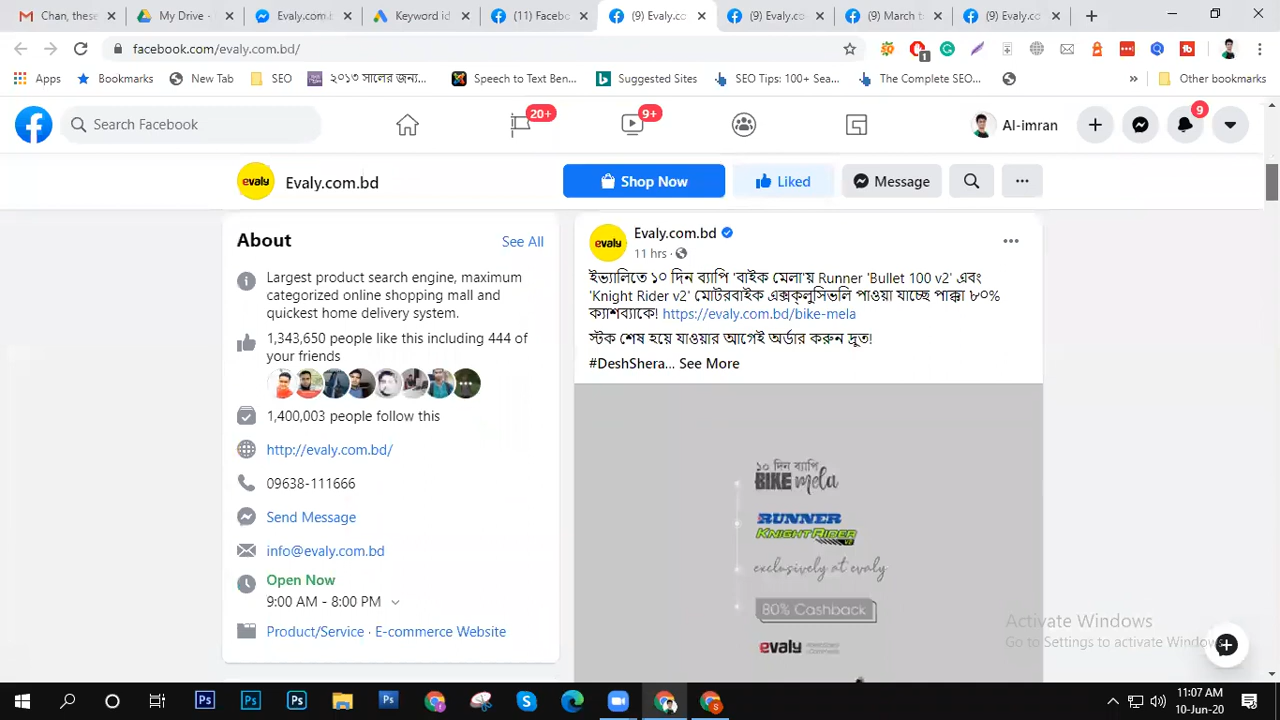 Chan, these
My Drive -
Evaly.com.b
Keyword id
(11) Facebo
(9) Evaly.co
(9) Evaly.co
(9) March ta
(9) Evaly.co
facebook.com/evaly.com.bd/
1
Apps
Bookmarks
New Tab
SEO
২০১৩ সালের জন্য...
Speech to Text Ben...
Suggested Sites
SEO Tips: 100+ Sea...
The Complete SEO...
»
Other bookmarks
Search Facebook
20+
9+
Al-imran
9
evaly
Evaly.com.bd
Shop Now
Liked
Message
About
See All
Largest product search engine, maximum
categorized online shopping mall and
quickest home delivery system.
1,343,650 people like this including 444 of
your friends
1,400,003 people follow this
http://evaly.com.bd/
09638-111666
Send Message
info@evaly.com.bd
Open Now
9:00 AM - 8:00 PM
Product/Service · E-commerce Website
evaly
Evaly.com.bd
11 hrs ·
ইভ্যালিতে ১০ দিন ব্যাপি 'বাইক মেলা'য় Runner 'Bullet 100 v2' এবং
'Knight Rider v2' মোটরবাইক এক্সক্লুসিভলি পাওয়া যাচ্ছে পাক্কা ৮০%
ক্যাশব্যাকে! https://evaly.com.bd/bike-mela
স্টক শেষ হয়ে যাওয়ার আগেই অর্ডার করুন দ্রুত!
#DeshShera... See More
১০ দিন ব্যাপি
BIKE mela
RUNNER
KNIGHT RIDER V2
exclusively at evaly
80% Cashback
evaly
Activate Windows
Go to Settings to activate Windows.
11:07 AM
10-Jun-20